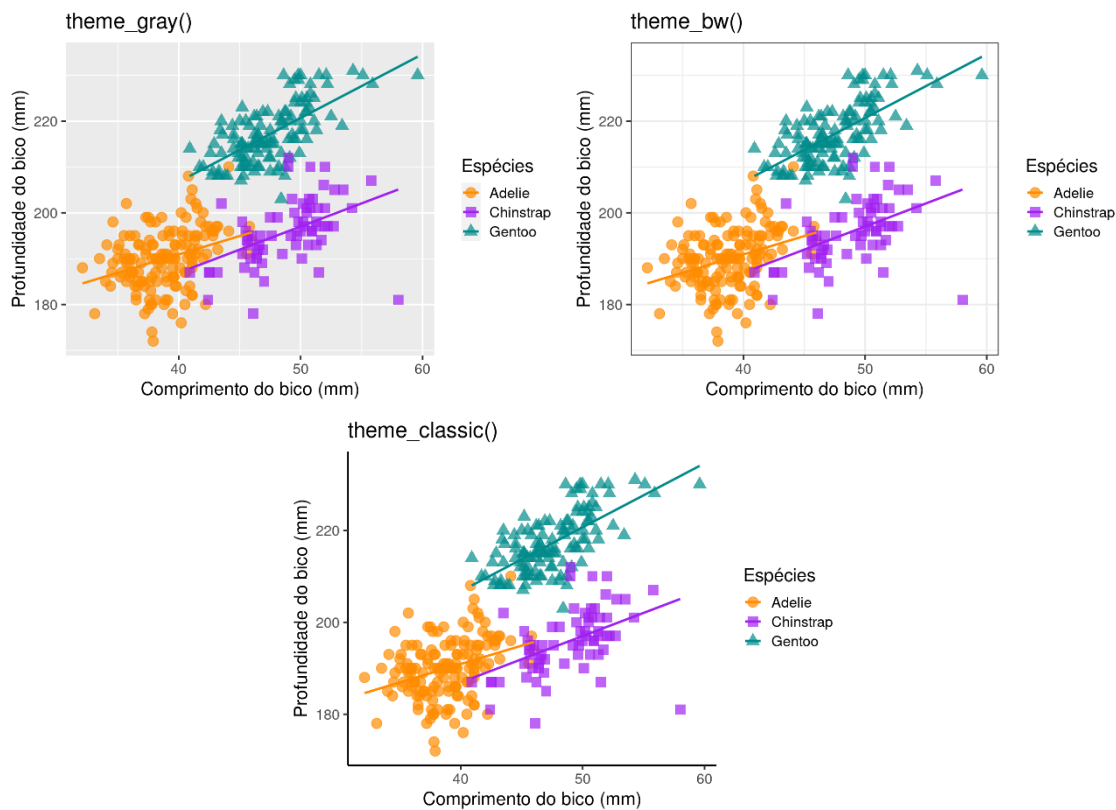 theme_gray()
Profundidade do bico (mm)
220
200
180
40
50
60
Comprimento do bico (mm)
Espécies
Adelie
Chinstrap
Gentoo
theme_bw()
Profundidade do bico (mm)
220
200
180
40
50
60
Comprimento do bico (mm)
Espécies
Adelie
Chinstrap
Gentoo
theme_classic()
Profundidade do bico (mm)
220
200
180
40
50
60
Comprimento do bico (mm)
Espécies
Adelie
Chinstrap
Gentoo